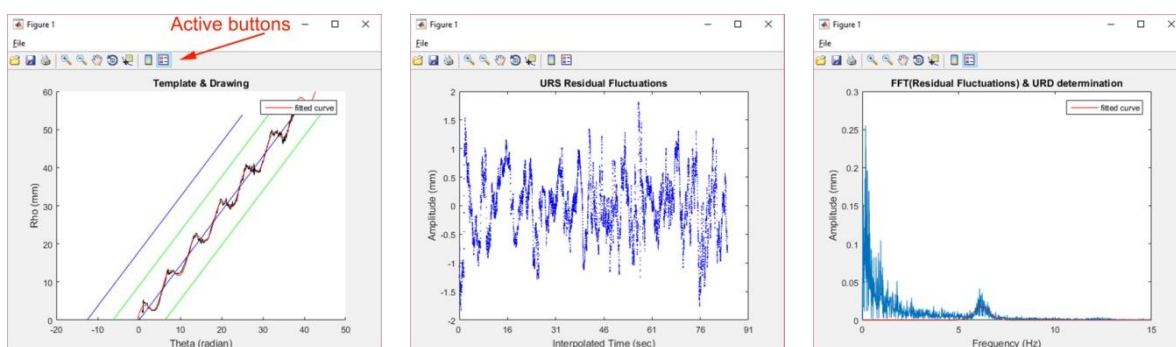 Figure 1
Active buttons
File
Template & Drawing
fitted curve
60
50
40
30
20
10
0
Rho (mm)
-20
-10
0
10
20
30
40
50
Theta (radian)
Figure 1
File
URS Residual Fluctuations
2
1.5
1
0.5
0
-0.5
-1
-1.5
-2
Amplitude (mm)
0
16
31
46
61
76
91
Interpolated Time (sec)
Figure 1
File
FFT(Residual Fluctuations) & URD determination
fitted curve
0.3
0.25
0.2
0.15
0.1
0.05
0
Amplitude (mm)
0
5
10
15
Frequency (Hz)